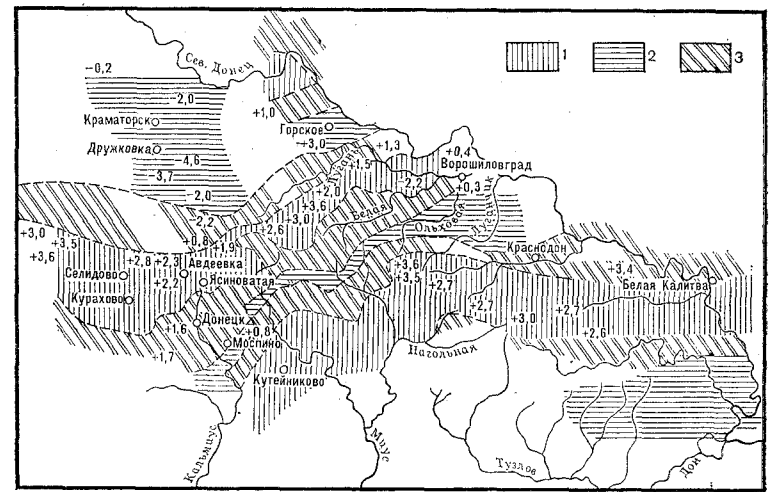 1
2
3
Сев. Донец
-0,2
-2,0
Краматорск
+1,0
Горское
+3,0
Дружковка
-4,6
-3,7
-2,0
+1,3
+0,4
Лугань
+1,5
Ворошиловград
-2,2
+0,3
+2,0
+3,6
+3,0
Белая
Ольховая
Луганчик
-2,2
+2,6
+0,8
+1,9
+3,0
+3,5
+3,6
+2,8
+2,3
Авдеевка
Краснодон
Селидово
+2,2
Ясиноватая
+3,6
+3,5
+2,7
+3,4
Белая Калитва
Курахово
+2,7
+2,7
+1,6
Донецк
+0,8
+3,0
+2,6
Моспино
+1,7
Нагольная
Кутейниково
Кальмиус
Миус
Тузлов
Дон